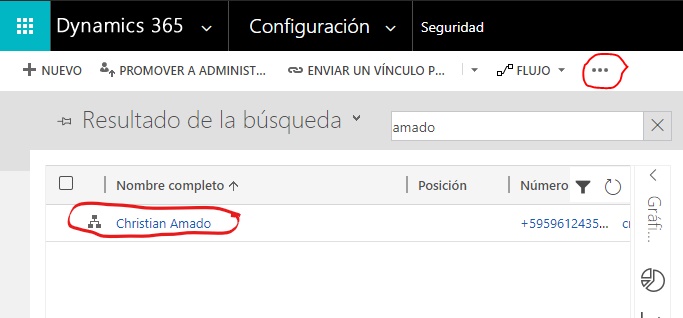 Dynamics 365 Configuración Seguridad
NUEVO PROMOVER A ADMINIST... ENVIAR UN VÍNCULO P... FLUJO ...
Resultado de la búsqueda amado
Nombre completo Posición Número
Christian Amado +5959612435...
Gráfi...